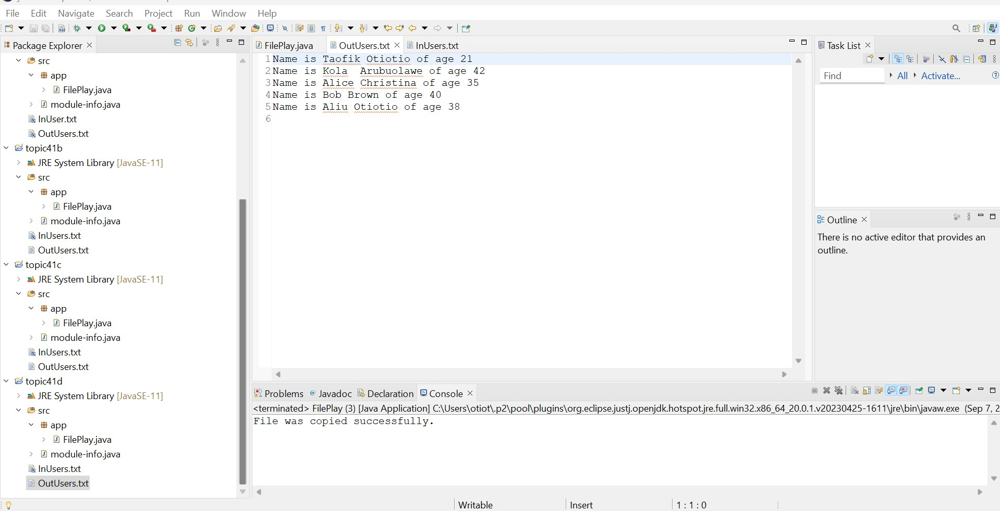 File Edit Navigate Search Project Run Window Help
Package Explorer
src
app
FilePlay.java
module-info.java
InUser.txt
OutUsers.txt
topic41b
JRE System Library [JavaSE-11]
src
app
FilePlay.java
module-info.java
InUsers.txt
OutUsers.txt
topic41c
JRE System Library [JavaSE-11]
src
app
FilePlay.java
module-info.java
InUsers.txt
OutUsers.txt
topic41d
JRE System Library [JavaSE-11]
src
app
FilePlay.java
module-info.java
InUsers.txt
OutUsers.txt
FilePlay.java OutUsers.txt InUsers.txt
1 Name is Taofik Otiotio of age 21
2 Name is Kola  Arubuolawe of age 42
3 Name is Alice Christina of age 35
4 Name is Bob Brown of age 40
5 Name is Aliu Otiotio of age 38
6
Task List
Find All Activate...
Outline
There is no active editor that provides an
outline.
Problems @ Javadoc Declaration Console
<terminated> FilePlay (3) [Java Application] C:\Users\otiot\.p2\pool\plugins\org.eclipse.justj.openjdk.hotspot.jre.full.win32.x86_64_20.0.1.v20230425-1611\jre\bin\javaw.exe (Sep 7, 2
File was copied successfully.
Writable Insert 1 : 1 : 0